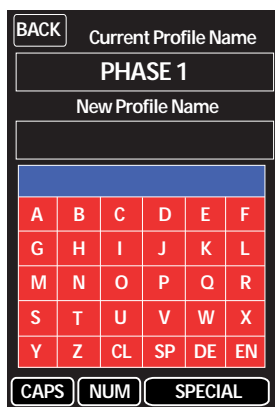 BACK Current Profile Name
PHASE 1
New Profile Name
A B C D E F
G H I J K L
M N O P Q R
S T U V W X
Y Z CL SP DE EN
CAPS NUM SPECIAL